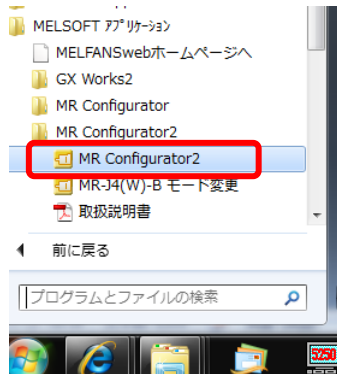 MELSOFT ｱﾌﾟﾘｹｰｼｮﾝ
MELFANSwebホームページへ
GX Works2
MR Configurator
MR Configurator2
MR Configurator2
MR-J4(W)-B モード変更
取扱説明書
前に戻る
プログラムとファイルの検索
5250